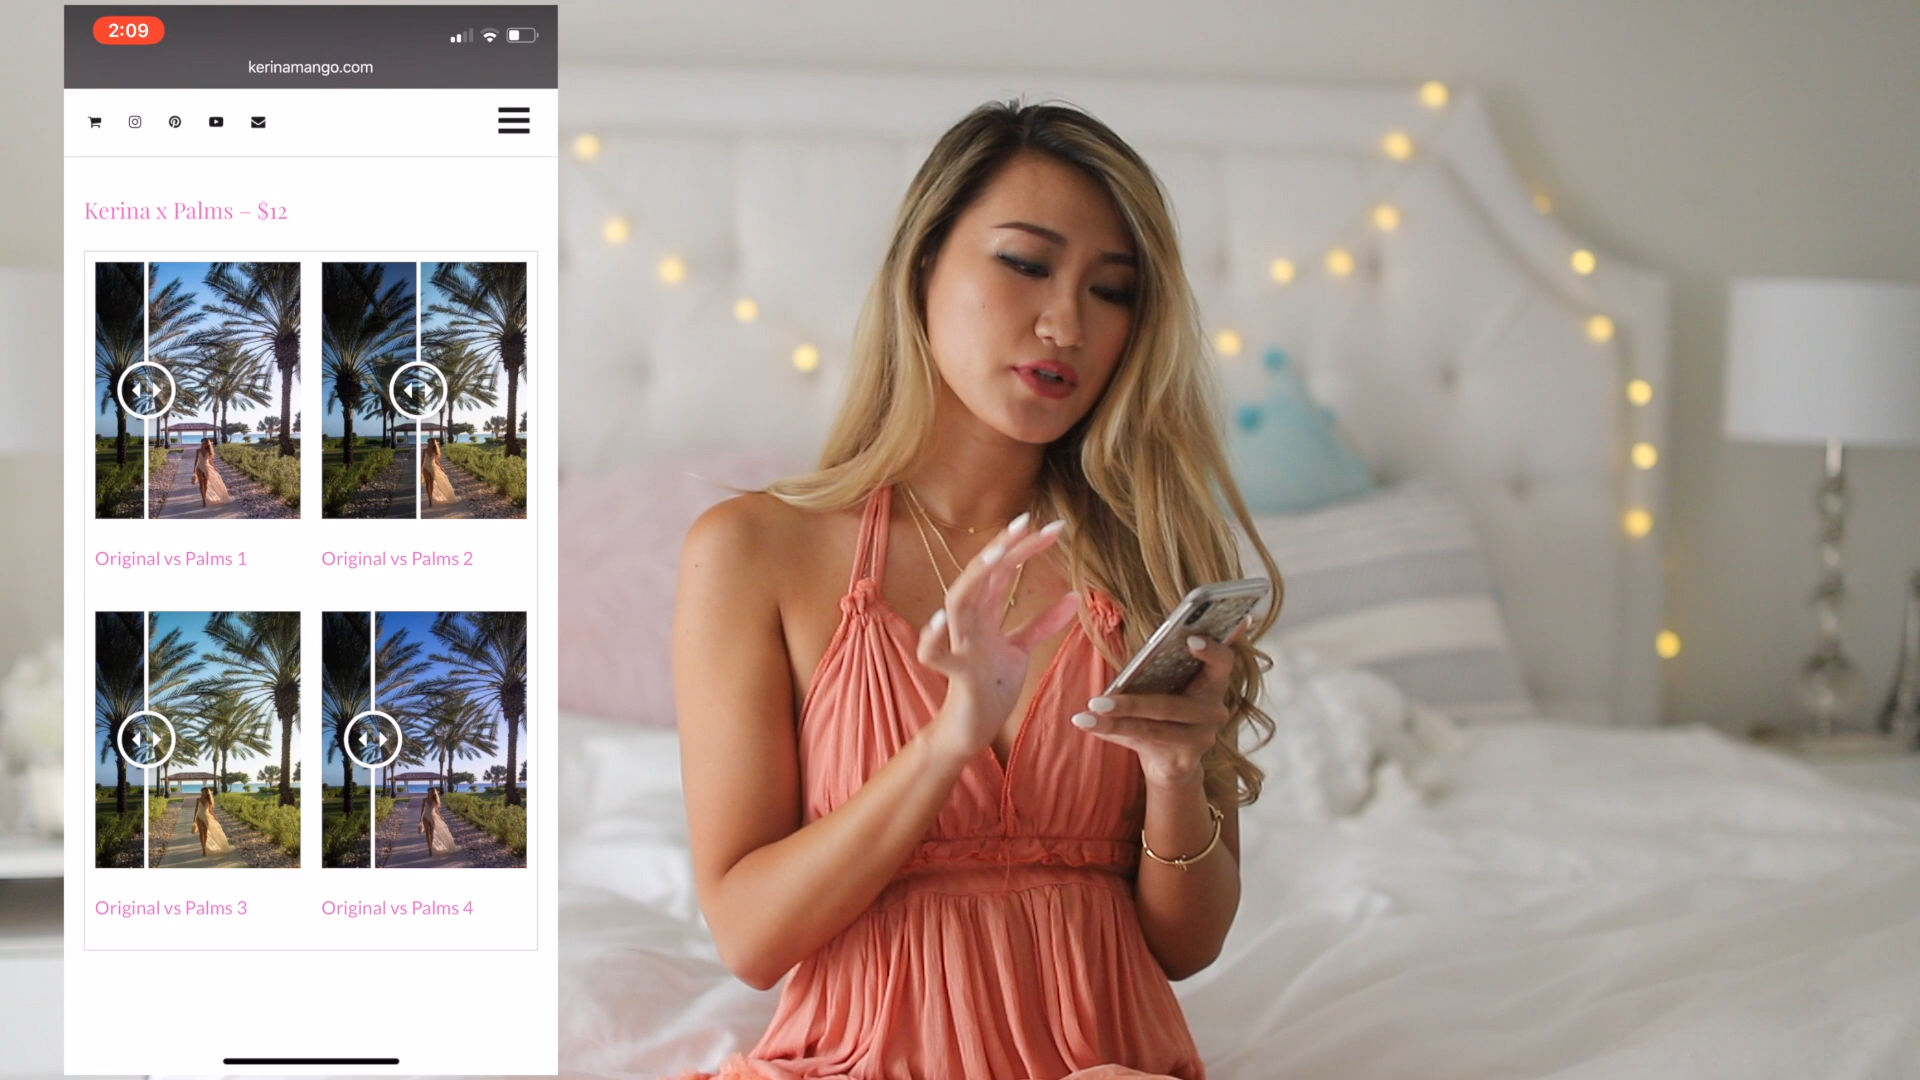 2:09
kerinamango.com
Kerina x Palms – $12
Original vs Palms 1
Original vs Palms 2
Original vs Palms 3
Original vs Palms 4